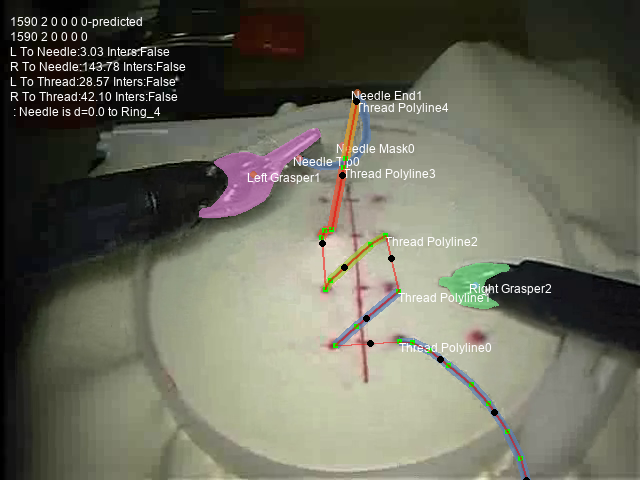 1590 2 0 0 0 0-predicted
1590 2 0 0 0 0
L To Needle:3.03 Inters:False
R To Needle:143.78 Inters:False
L To Thread:28.57 Inters:False
R To Thread:42.10 Inters:False
: Needle is d=0.0 to Ring_4
Needle End1
Thread Polyline4
Needle Mask0
Needle Tip0
Thread Polyline3
Left Grasper1
Thread Polyline2
Right Grasper2
Thread Polyline1
Thread Polyline0